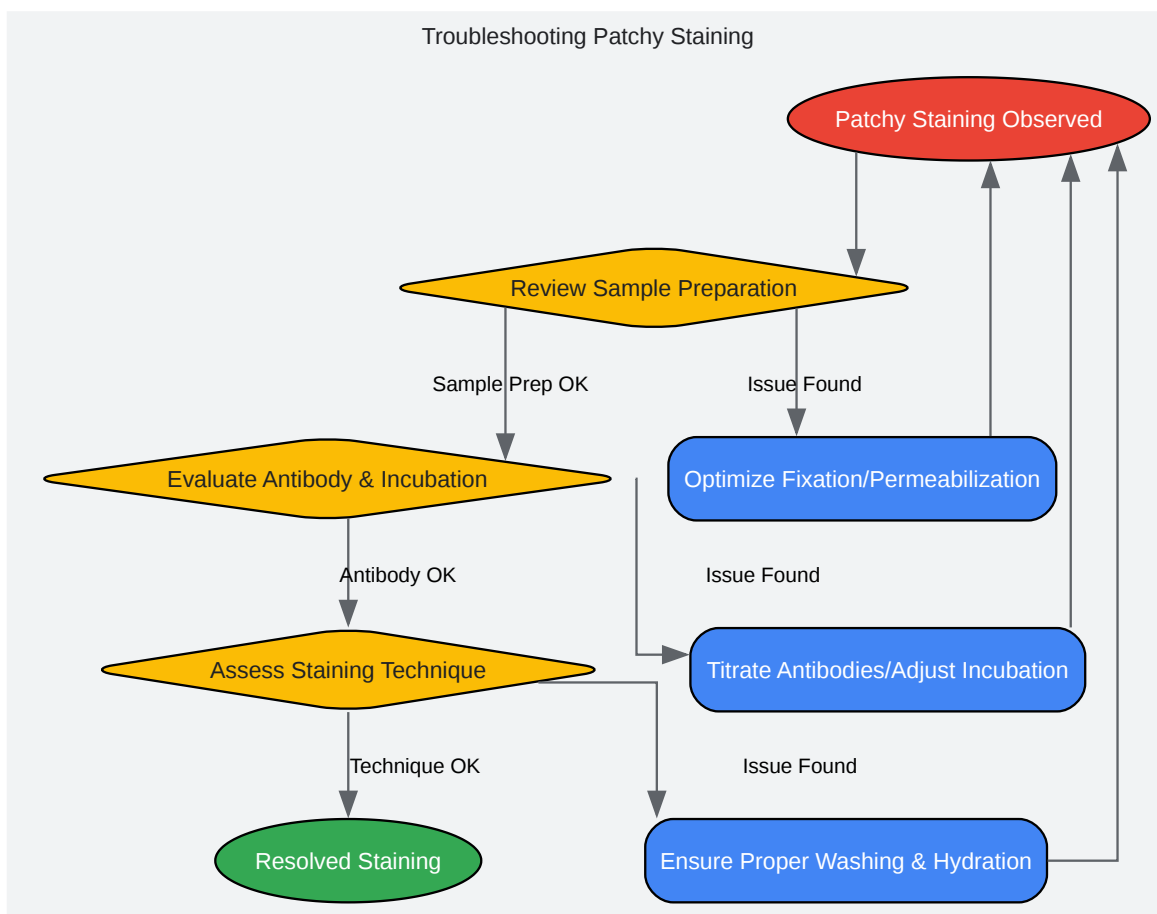 Troubleshooting Patchy Staining
Patchy Staining Observed
Review Sample Preparation
Sample Prep OK
Issue Found
Evaluate Antibody & Incubation
Optimize Fixation/Permeabilization
Antibody OK
Issue Found
Assess Staining Technique
Titrate Antibodies/Adjust Incubation
Technique OK
Issue Found
Resolved Staining
Ensure Proper Washing & Hydration